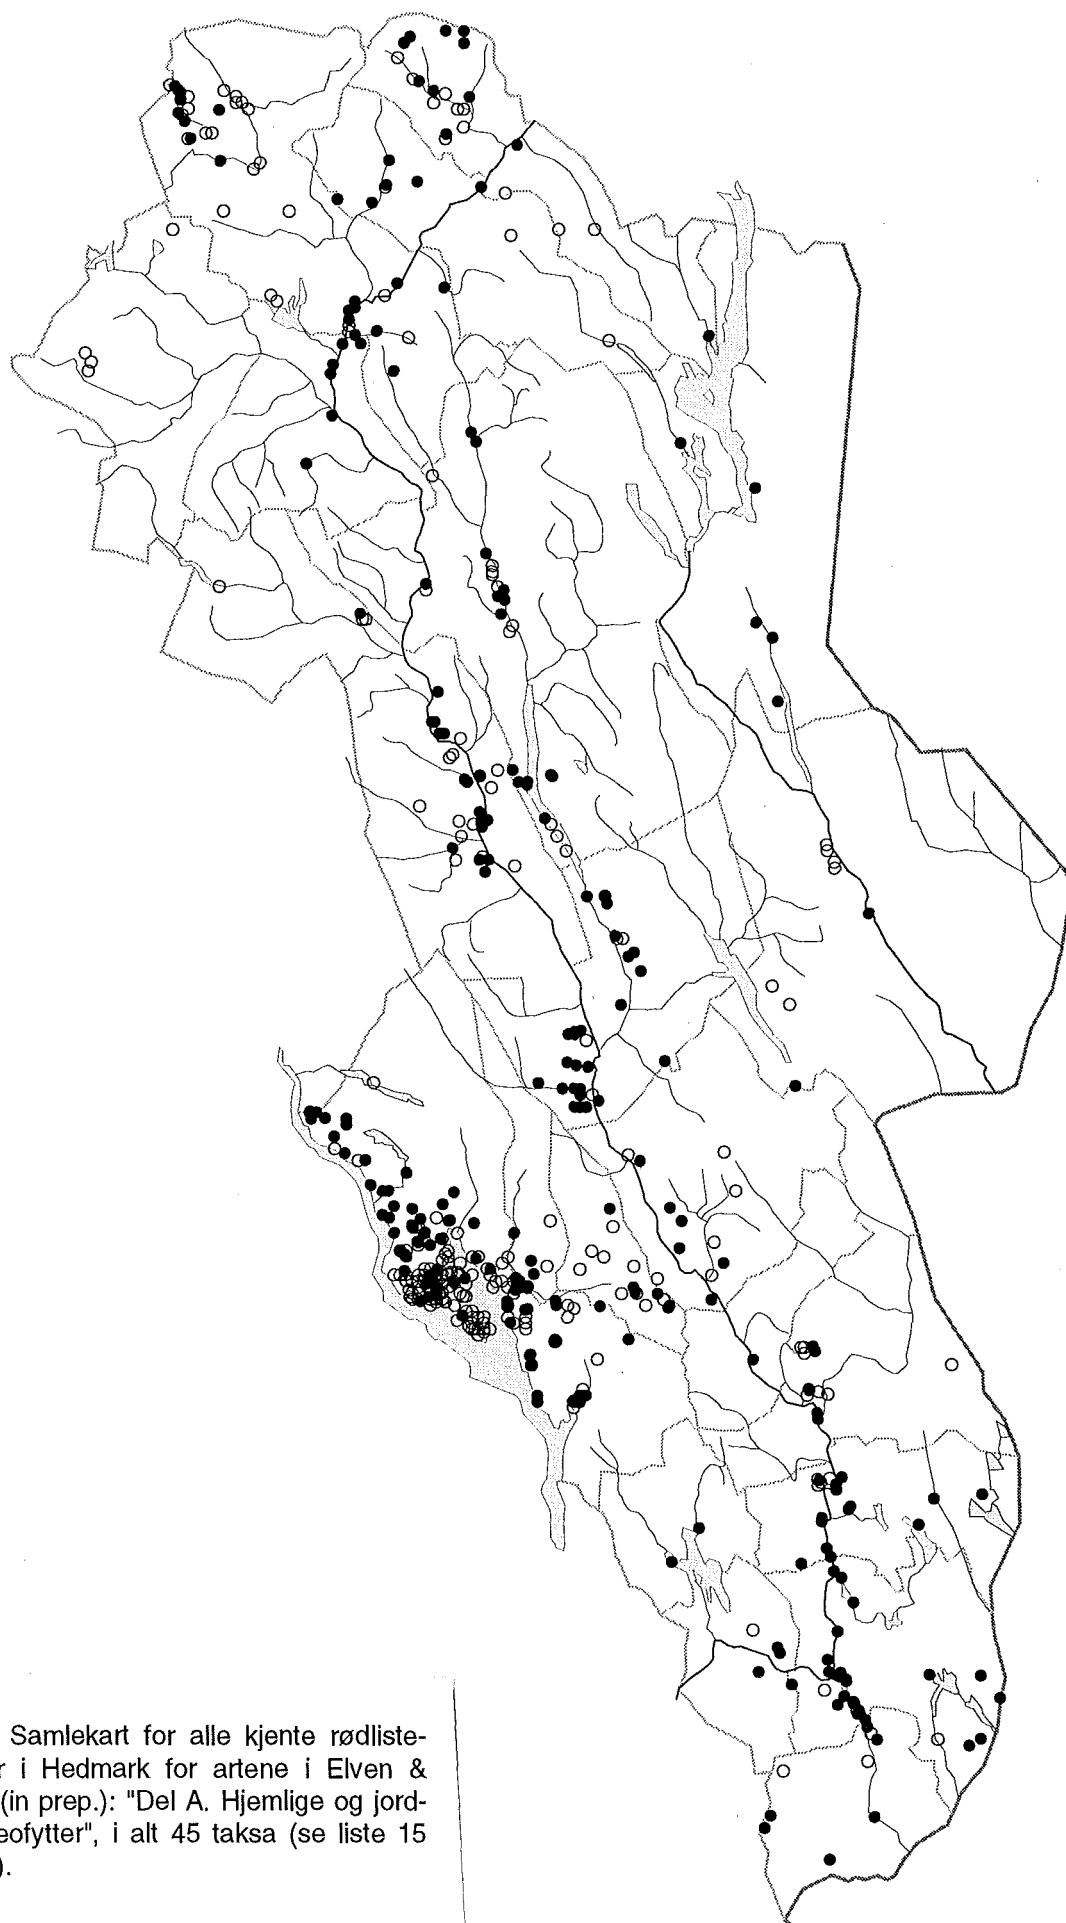 Samlekart for alle kjente rødliste-
i Hedmark for artene i Elven &
(in prep.): "Del A. Hjemlige og jord-
eofytter", i alt 45 taksa (se liste 15
).